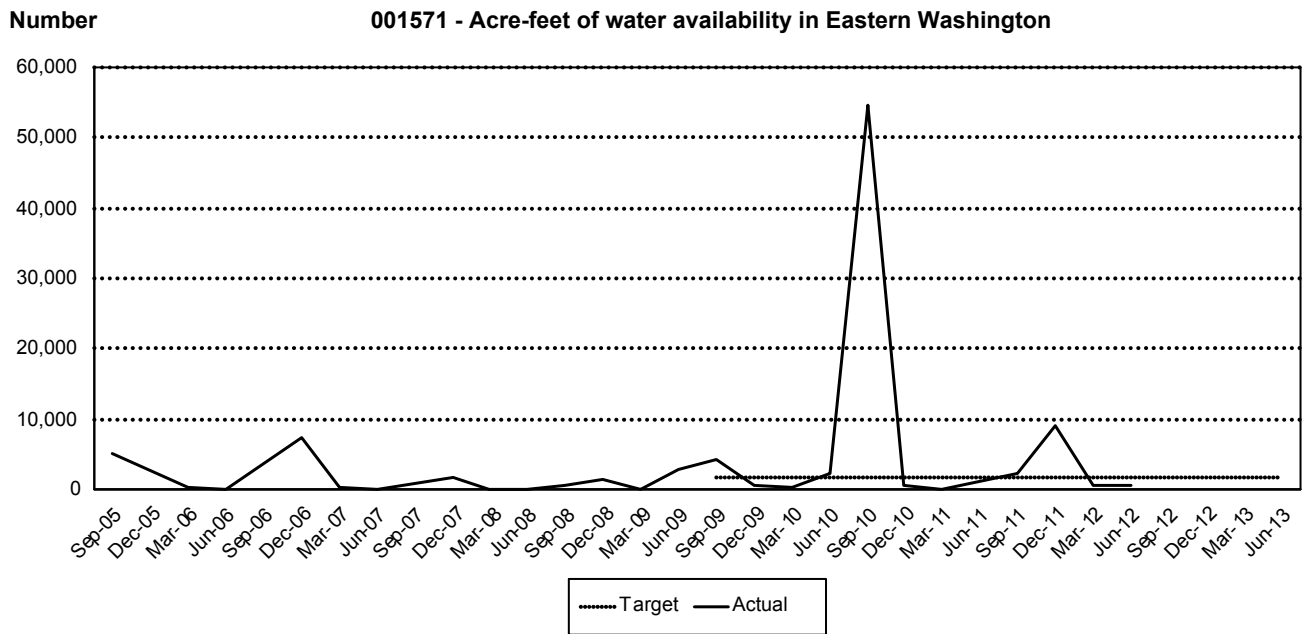 Number
001571 - Acre-feet of water availability in Eastern Washington
60,000
50,000
40,000
30,000
20,000
10,000
0
Sep-05
Dec-05
Mar-06
Jun-06
Sep-06
Dec-06
Mar-07
Jun-07
Sep-07
Dec-07
Mar-08
Jun-08
Sep-08
Dec-08
Mar-09
Jun-09
Sep-09
Dec-09
Mar-10
Jun-10
Sep-10
Dec-10
Mar-11
Jun-11
Sep-11
Dec-11
Mar-12
Jun-12
Sep-12
Dec-12
Mar-13
Jun-13
Target
Actual